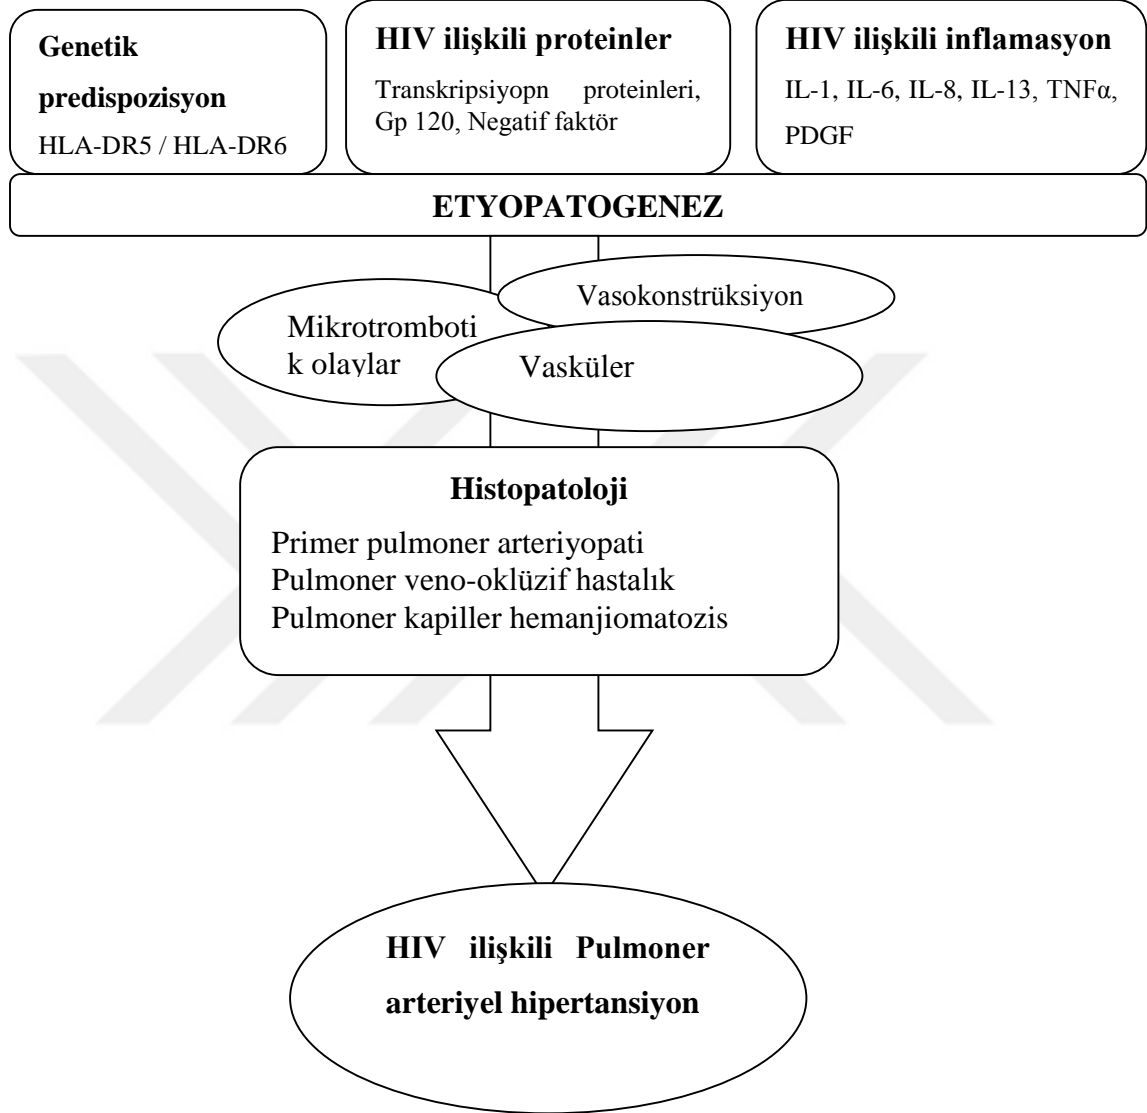 Genetik
predispozisyon
HLA-DR5 / HLA-DR6
HIV ilişkili proteinler
Transkripsiyopn proteinleri,
Gp 120, Negatif faktör
HIV ilişkili inflamasyon
IL-1, IL-6, IL-8, IL-13, TNFα,
PDGF
ETYOPATOGENEZ
Vasokonstrüksiyon
Mikrotromboti
k olaylar
Vasküler
Histopatoloji
Primer pulmoner arteriyopati
Pulmoner veno-oklüzif hastalık
Pulmoner kapiller hemanjiomatozis
HIV ilişkili Pulmoner
arteriyel hipertansiyon